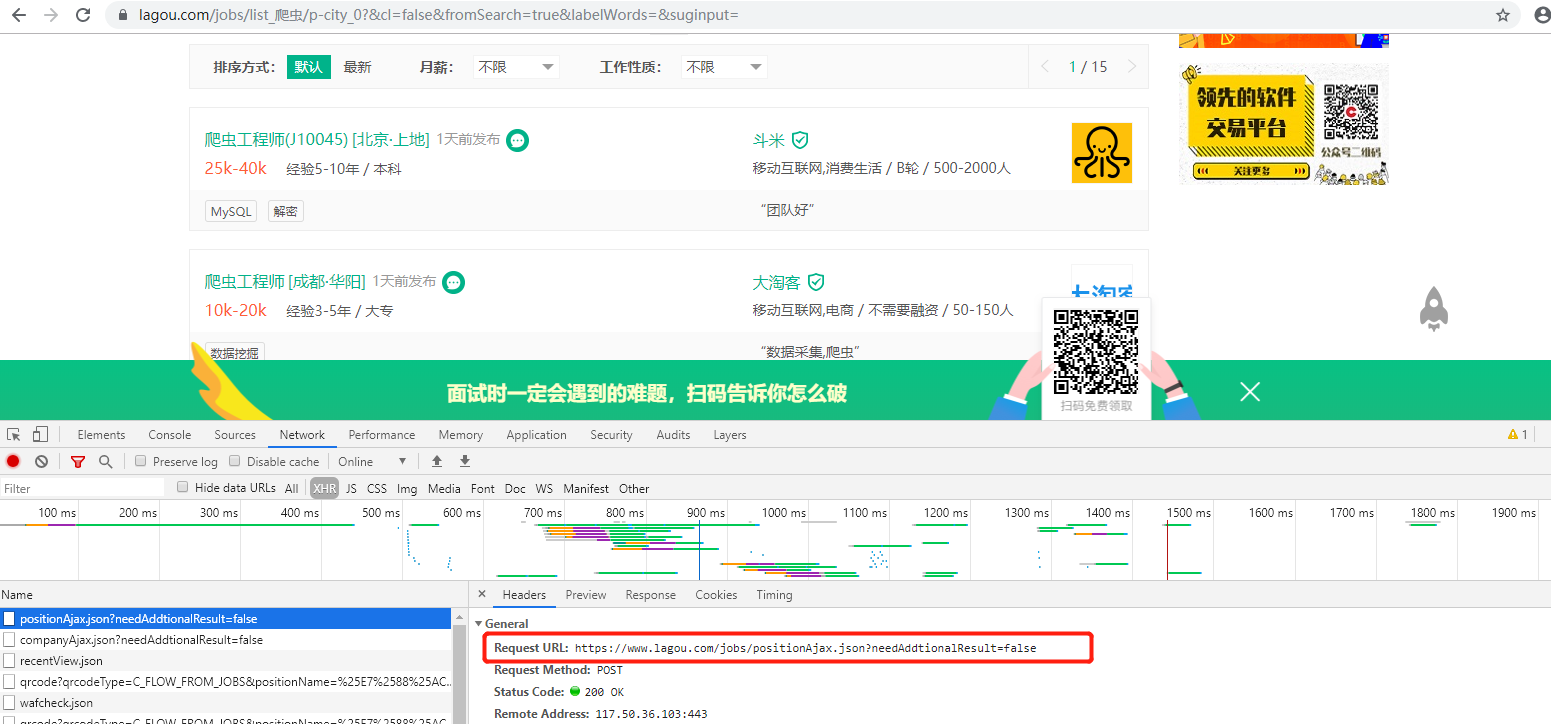 lagou.com/jobs/list_爬虫/p-city_0?&cl=false&fromSearch=true&labelWords=&suginput=
排序方式： 默认 最新 月薪： 不限 工作性质： 不限 1 / 15
领先的软件
交易平台
公众号二维码
关注更多
爬虫工程师(J10045) [北京·上地] 1天前发布 斗米
25k-40k 经验5-10年 / 本科 移动互联网,消费生活 / B轮 / 500-2000人
MySQL 解密 “团队好”
爬虫工程师 [成都·华阳] 1天前发布 大淘客
大淘客
10k-20k 经验3-5年 / 大专 移动互联网,电商 / 不需要融资 / 50-150人
数据挖掘 “数据采集,爬虫”
面试时一定会遇到的难题，扫码告诉你怎么破
扫码免费领取
Elements Console Sources Network Performance Memory Application Security Audits Layers 1
Preserve log Disable cache Online
Filter Hide data URLs All XHR JS CSS Img Media Font Doc WS Manifest Other
100 ms 200 ms 300 ms 400 ms 500 ms 600 ms 700 ms 800 ms 900 ms 1000 ms 1100 ms 1200 ms 1300 ms 1400 ms 1500 ms 1600 ms 1700 ms 1800 ms 1900 ms
Name
positionAjax.json?needAddtionalResult=false
companyAjax.json?needAddtionalResult=false
recentView.json
qrcode?qrcodeType=C_FLOW_FROM_JOBS&positionName=%25E7%2588%25AC...
wafcheck.json
qrcode?qrcodeType=C_FLOW_FROM_JOBS&positionName=%25E7%2588%25AC
Headers Preview Response Cookies Timing
General
Request URL: https://www.lagou.com/jobs/positionAjax.json?needAddtionalResult=false
Request Method: POST
Status Code: 200 OK
Remote Address: 117.50.36.103:443